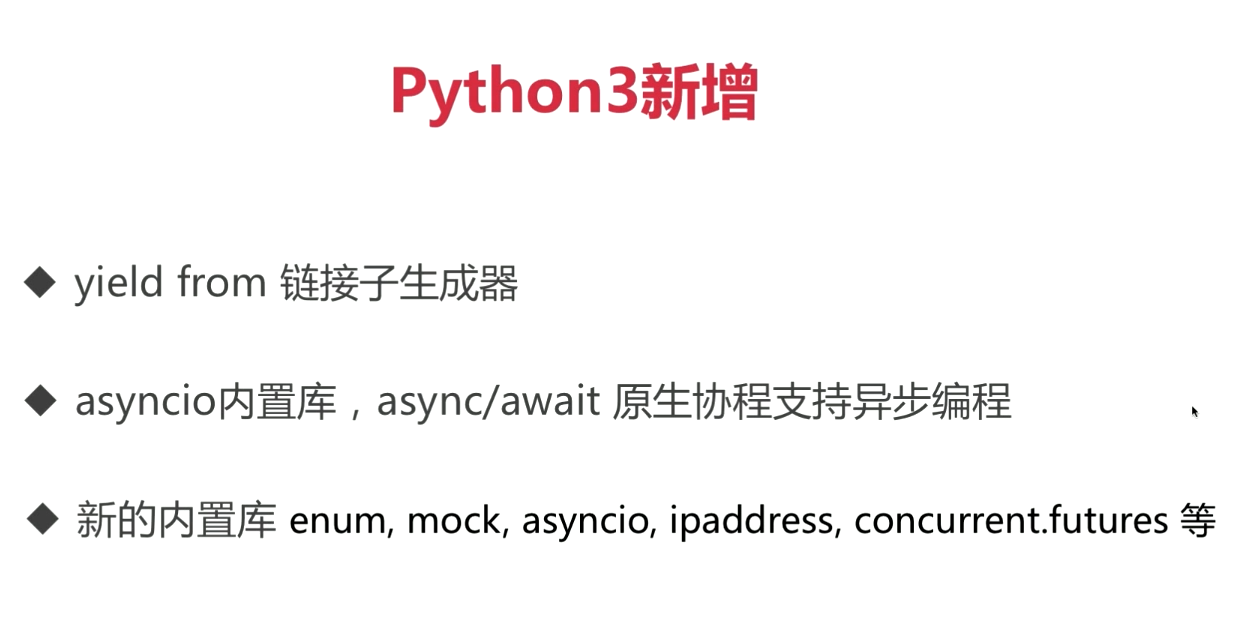 Python3新增
◆ yield from 链接子生成器
◆ asyncio内置库，async/await 原生协程支持异步编程
◆ 新的内置库 enum, mock, asyncio, ipaddress, concurrent.futures 等